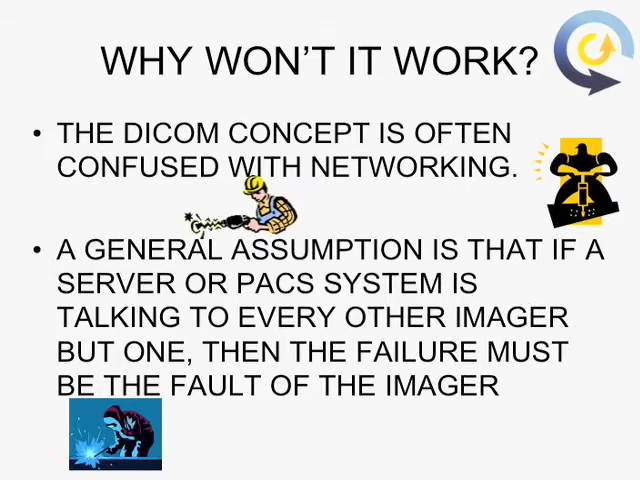 WHY WON'T IT WORK?
• THE DICOM CONCEPT IS OFTEN
CONFUSED WITH NETWORKING.
• A GENERAL ASSUMPTION IS THAT IF A
SERVER OR PACS SYSTEM IS
TALKING TO EVERY OTHER IMAGER
BUT ONE, THEN THE FAILURE MUST
BE THE FAULT OF THE IMAGER